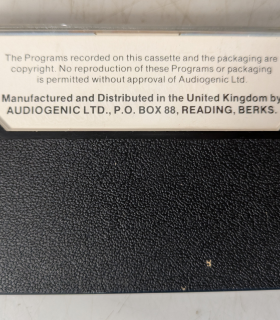 The Programs recorded on this cassette and the packaging are
copyright. No reproduction of these Programs or packaging
is permitted without approval of Audiogenic Ltd.
Manufactured and Distributed in the United Kingdom by
AUDIOGENIC LTD., P.O. BOX 88, READING, BERKS.